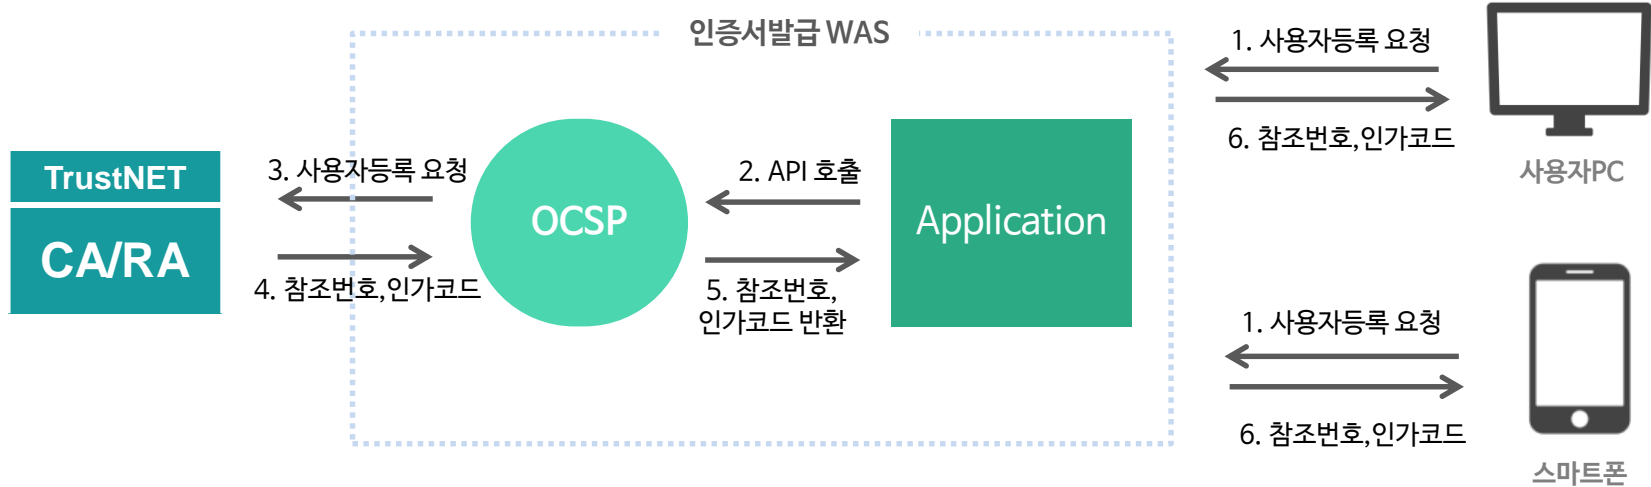 인증서발급 WAS
1. 사용자등록 요청
6. 참조번호,인가코드
사용자PC
TrustNET
CA/RA
3. 사용자등록 요청
4. 참조번호,인가코드
OCSP
2. API 호출
5. 참조번호,
인가코드 반환
Application
1. 사용자등록 요청
6. 참조번호,인가코드
스마트폰